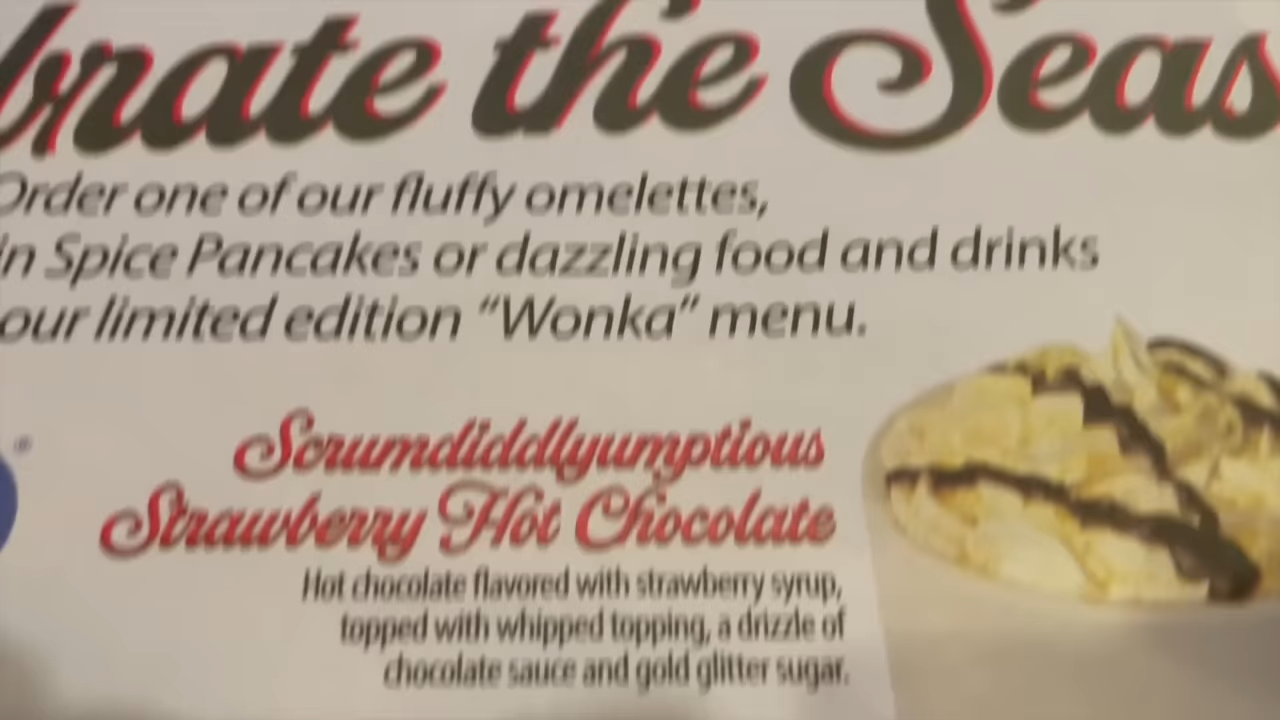 brate the Seas
Order one of our fluffy omelettes,
in Spice Pancakes or dazzling food and drinks
our limited edition “Wonka” menu.
®
Scrumdiddlyumptious
Strawberry Hot Chocolate
Hot chocolate flavored with strawberry syrup,
topped with whipped topping, a drizzle of
chocolate sauce and gold glitter sugar.